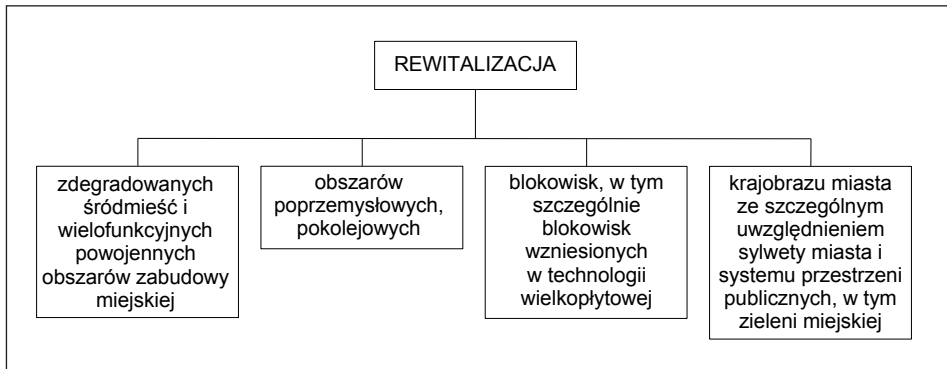 REWITALIZACJA
zdegradowanych
śródmieść i
wielofunkcyjnych
powojennych
obszarów zabudowy
miejskiej
obszarów
poprzemysłowych,
pokolejowych
blokowisk, w tym
szczególnie
blokowisk
wzniesionych
w technologii
wielkopłytowej
krajobrazu miasta
ze szczególnym
uwzględnieniem
sylwety miasta i
systemu przestrzeni
publicznych, w tym
zieleni miejskiej